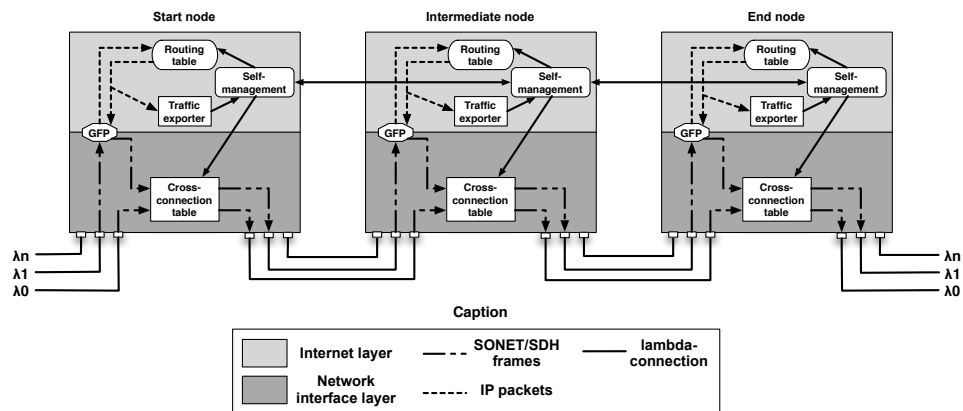 Start node
Intermediate node
End node
Routing table
Self-management
Traffic exporter
GFP
Cross-connection table
Routing table
Self-management
Traffic exporter
GFP
Cross-connection table
Routing table
Self-management
Traffic exporter
GFP
Cross-connection table
λn
λ1
λ0
λn
λ1
λ0
Caption
Internet layer
SONET/SDH frames
lambda-connection
Network interface layer
IP packets